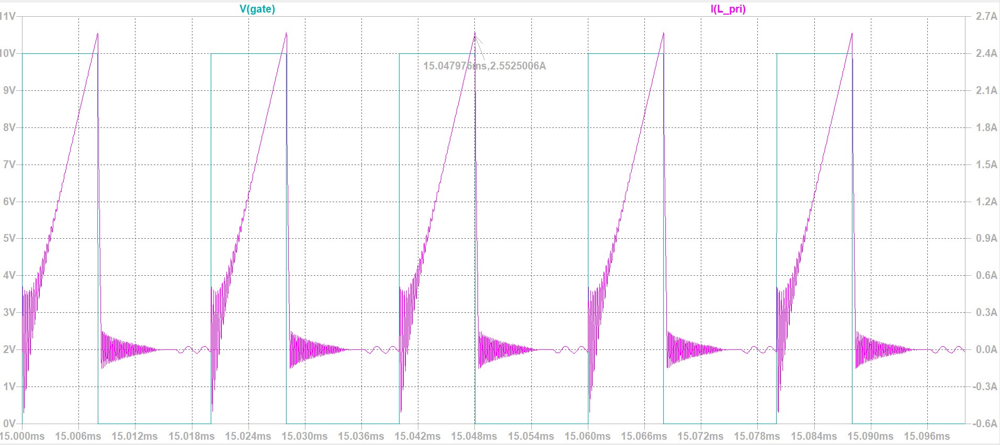 V(gate) I(L_pri)
11V 2.7A
10V 2.4A
15.047976ms,2.5525006A
9V 2.1A
8V 1.8A
7V 1.5A
6V 1.2A
5V 0.9A
4V 0.6A
3V 0.3A
2V 0.0A
1V -0.3A
0V -0.6A
15.000ms 15.006ms 15.012ms 15.018ms 15.024ms 15.030ms 15.036ms 15.042ms 15.048ms 15.054ms 15.060ms 15.066ms 15.072ms 15.078ms 15.084ms 15.090ms 15.096ms